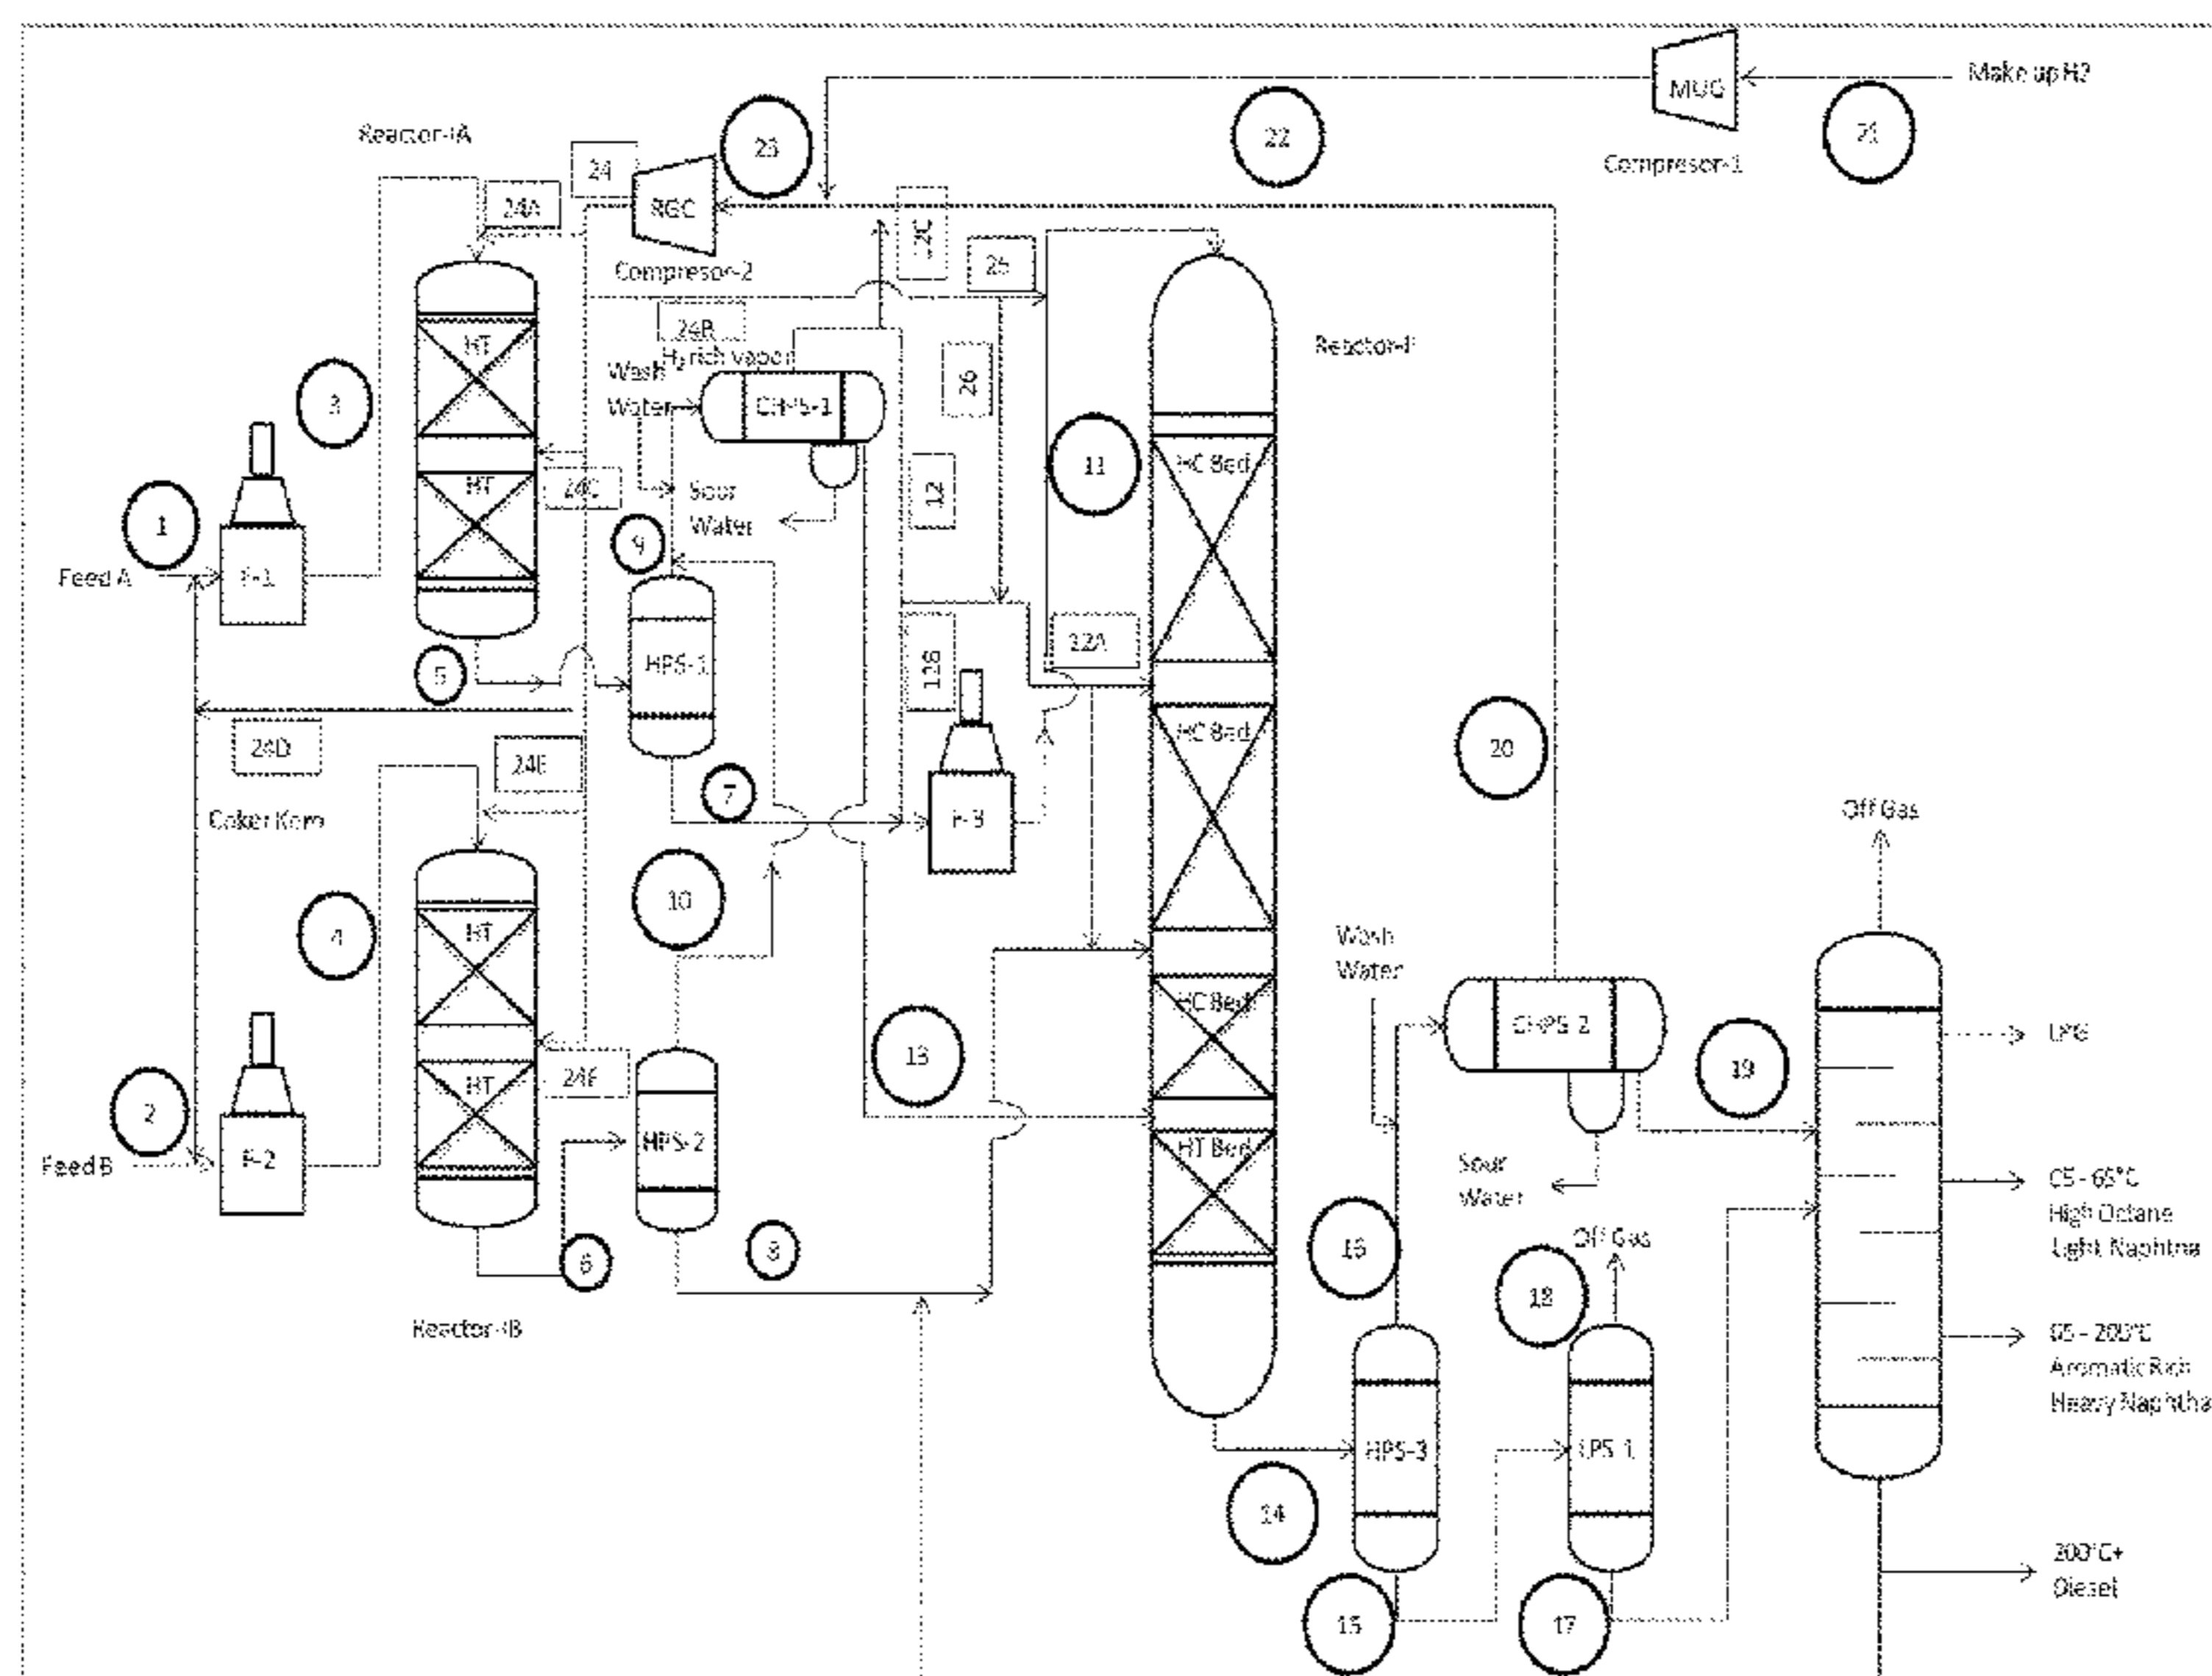 Make up H2
MUG
21
22
Compresor-1
23
Reactor-IA
24
24A
RGC
12C
Compresor-2
25
24B
H2 rich vapor
Reactor-II
Wash
Water
CHPS-1
26
3
HT
HT
24C
Sour
Water
12
11
HC Bed
1
9
Feed A
F-1
5
HPS-1
12B
12A
HC Bed
24D
24E
7
20
Coker Kero
F-3
Off Gas
4
10
HT
Wash
Water
HC Bed
CHPS-2
LPG
13
19
HT
24F
2
HPS-2
HT Bed
Feed B
F-2
Sour
Water
C5 - 65°C
High Octane
Light Naphtha
6
8
16
Off Gas
18
Reactor-IB
65 - 200°C
Aromatic Rich
Heavy Naphtha
HPS-3
LPS-1
14
200°C+
Diesel
15
17